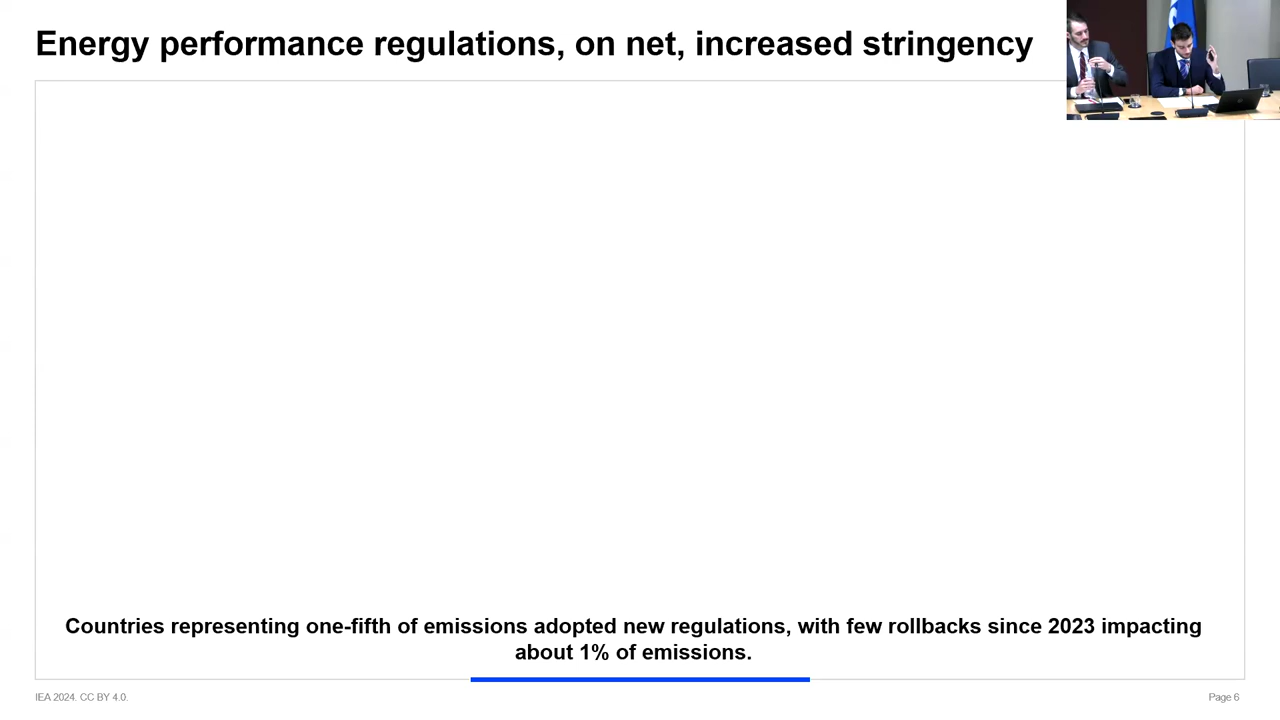 Energy performance regulations, on net, increased stringency
Countries representing one-fifth of emissions adopted new regulations, with few rollbacks since 2023 impacting
about 1% of emissions.
IEA 2024. CC BY 4.0.
Page 6